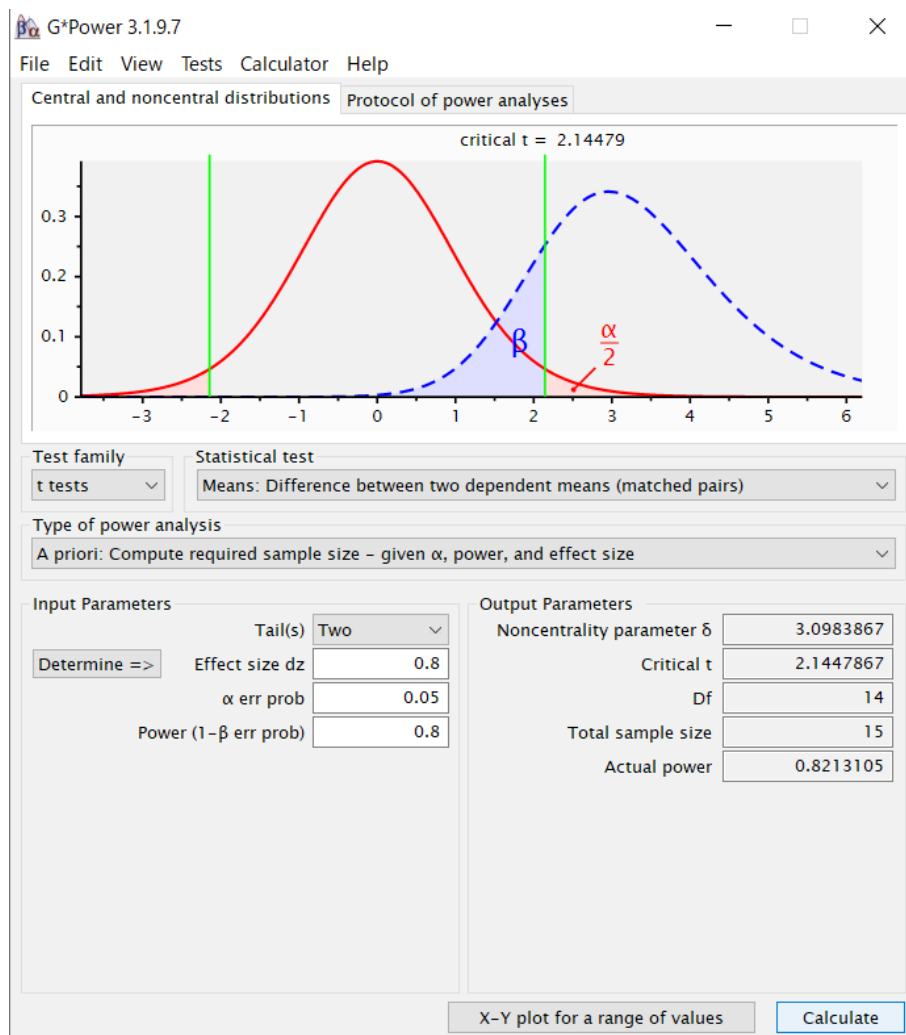 G*Power 3.1.9.7
File Edit View Tests Calculator Help
Central and noncentral distributions Protocol of power analyses
critical t = 2.14479
0.3
0.2
0.1
0
β
α
2
-3 -2 -1 0 1 2 3 4 5 6
Test family Statistical test
t tests Means: Difference between two dependent means (matched pairs)
Type of power analysis
A priori: Compute required sample size – given α, power, and effect size
Input Parameters
Tail(s) Two
Determine => Effect size dz 0.8
α err prob 0.05
Power (1-β err prob) 0.8
Output Parameters
Noncentrality parameter δ 3.0983867
Critical t 2.1447867
Df 14
Total sample size 15
Actual power 0.8213105
X-Y plot for a range of values Calculate